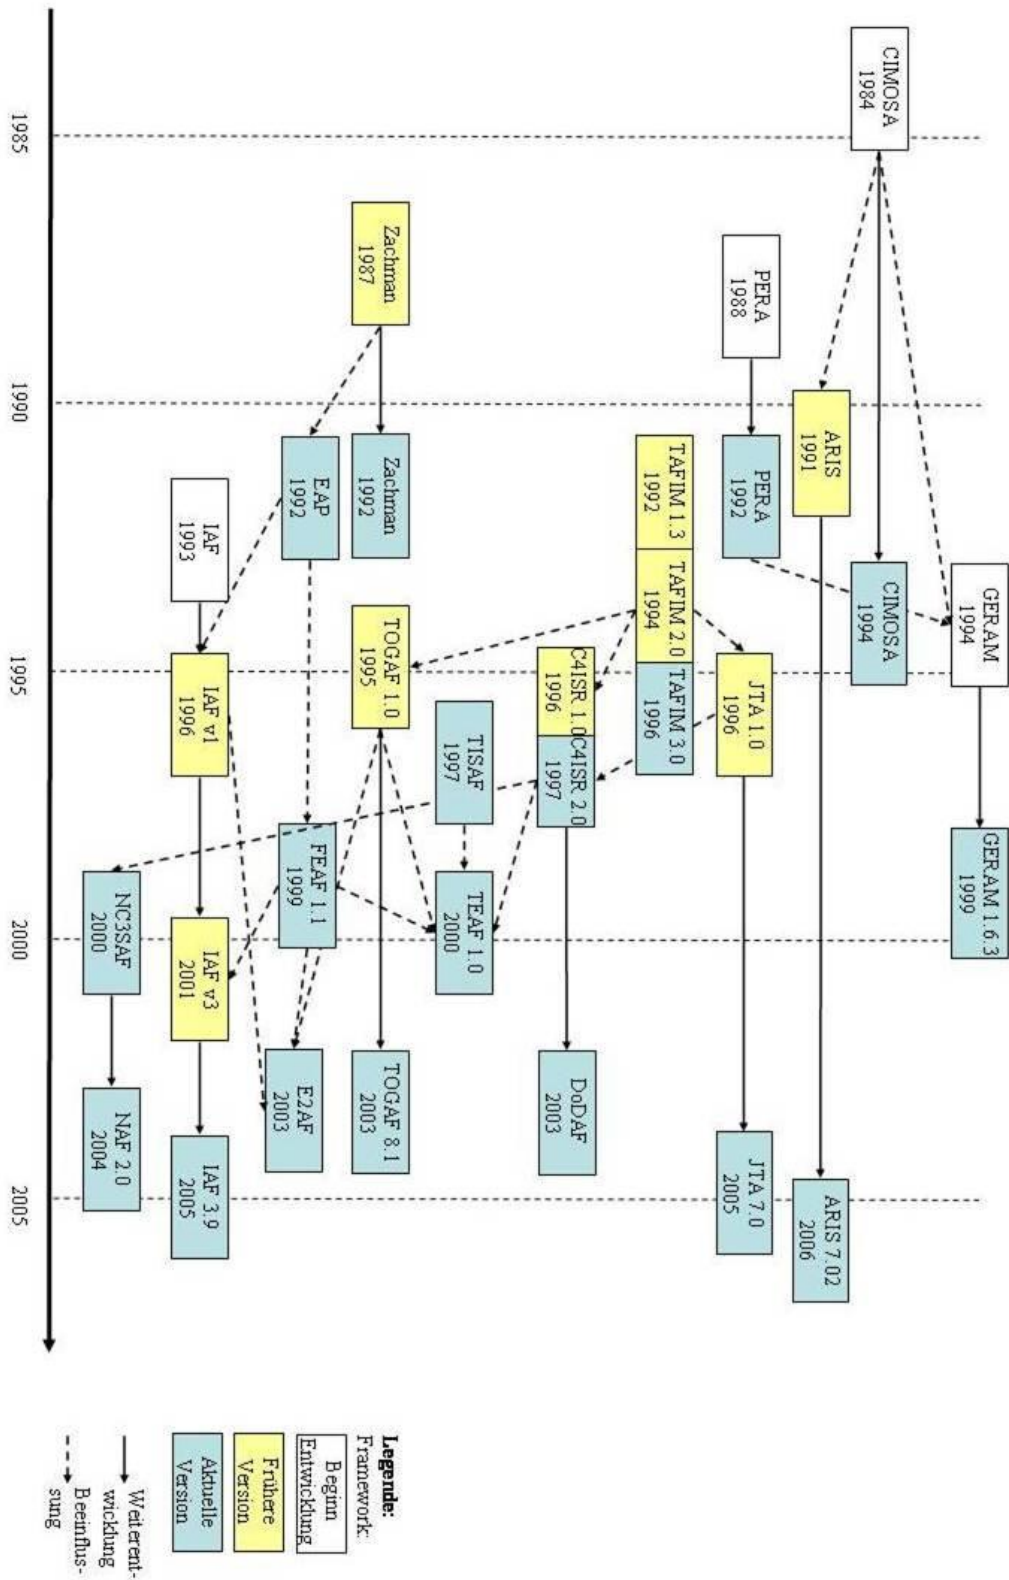 GERAM
1994
GERAM 1.6.3
1999
CIMOSA
1984
CIMOSA
1994
ARIS
1991
ARIS 7.02
2006
PERA
1988
PERA
1992
JTA 1.0
1996
JTA 7.0
2005
TAFIM 1.3
1992
TAFIM 2.0
1994
TAFIM 3.0
1996
C4ISR 1.0
1996
C4ISR 2.0
1997
DoDAF
2003
TISAF
1997
TEAF 1.0
2000
Zachman
1987
Zachman
1992
TOGAF 1.0
1995
TOGAF 8.1
2003
EAP
1992
FEAF 1.1
1999
E2AF
2003
IAF
1993
IAF v1
1996
IAF v3
2001
IAF 3.9
2005
NC3SAF
2000
NAF 2.0
2004
1985
1990
1995
2000
2005
Legende:
Framework:
Beginn
Entwicklung
Frühere
Version
Aktuelle
Version
Weiterent-
wicklung
Beeinflus-
sung